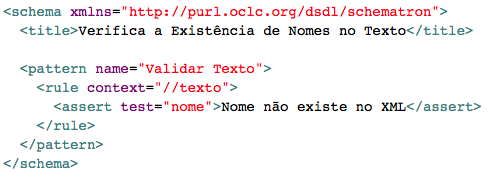 <schema xmlns="http://purl.oclc.org/dsdl/schematron">
  <title>Verifica a Existência de Nomes no Texto</title>

  <pattern name="Validar Texto">
    <rule context="//texto">
      <assert test="nome">Nome não existe no XML</assert>
    </rule>
  </pattern>
</schema>